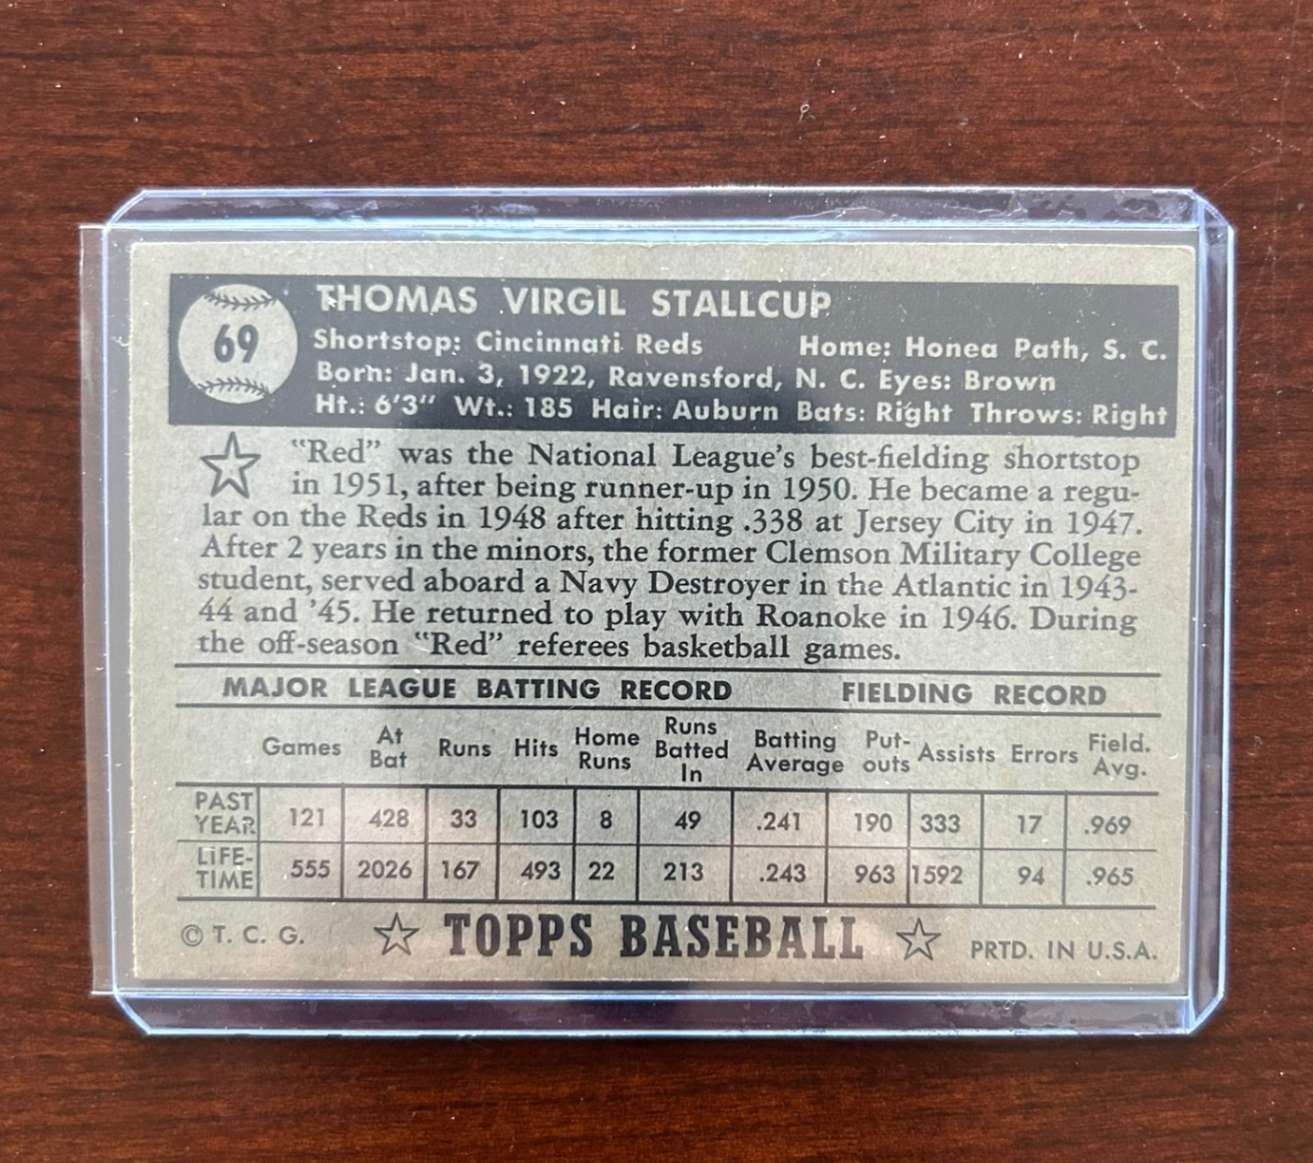 69
THOMAS VIRGIL STALLCUP
Shortstop: Cincinnati Reds Home: Honea Path, S. C.
Born: Jan. 3, 1922, Ravensford, N. C. Eyes: Brown
Ht.: 6'3" Wt.: 185 Hair: Auburn Bats: Right Throws: Right
"Red" was the National League's best-fielding shortstop
in 1951, after being runner-up in 1950. He became a regu-
lar on the Reds in 1948 after hitting .338 at Jersey City in 1947.
After 2 years in the minors, the former Clemson Military College
student, served aboard a Navy Destroyer in the Atlantic in 1943-
44 and '45. He returned to play with Roanoke in 1946. During
the off-season "Red" referees basketball games.
MAJOR LEAGUE BATTING RECORD FIELDING RECORD
Games At Bat Runs Hits Home Runs Runs Batted In Batting Average Put-outs Assists Errors Field. Avg.
PAST YEAR 121 428 33 103 8 49 .241 190 333 17 .969
LIFE-TIME 555 2026 167 493 22 213 .243 963 1592 94 .965
© T. C. G. TOPPS BASEBALL PRTD. IN U.S.A.